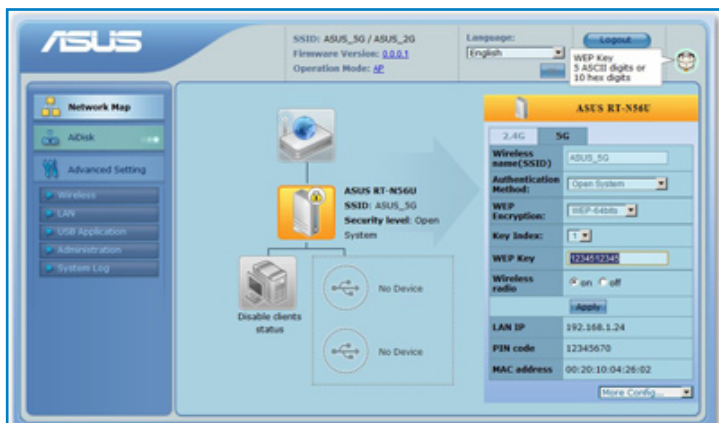 ASUS
SSID: ASUS_5G / ASUS_2G
Firmware Version: 0.0.0.1
Operation Mode: AP
Language:
English
Logout
WEP Key
5 ASCII digits or
10 hex digits
Network Map
AiDisk
Advanced Setting
Wireless
LAN
USB Application
Administration
System Log
ASUS RT-N56U
SSID: ASUS_5G
Security level: Open
System
Disable clients
status
No Device
No Device
ASUS RT-N56U
2.4G 5G
Wireless
name(SSID) ASUS_5G
Authentication
Method: Open System
WEP
Encryption: WEP-64bits
Key Index: 1
WEP Key 1234512345
Wireless
radio on off
Apply
LAN IP 192.168.1.24
PIN code 12345670
MAC address 00:20:10:04:26:02
More Config...